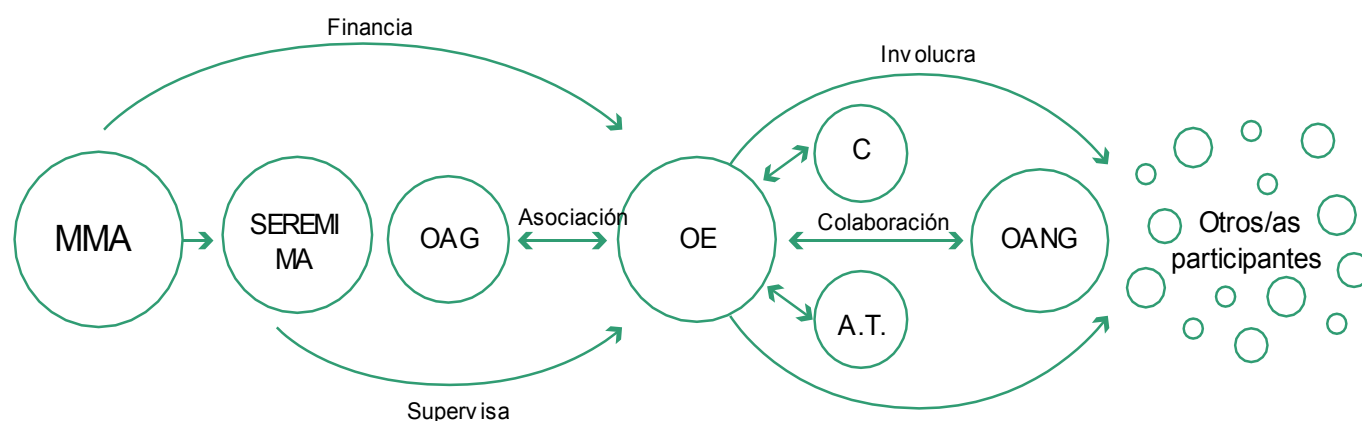 Financia
Involucra
C
MMA
SEREMI
MA
OAG
Asociación
OE
Colaboración
OANG
Otros/as
participantes
A.T.
Supervisa